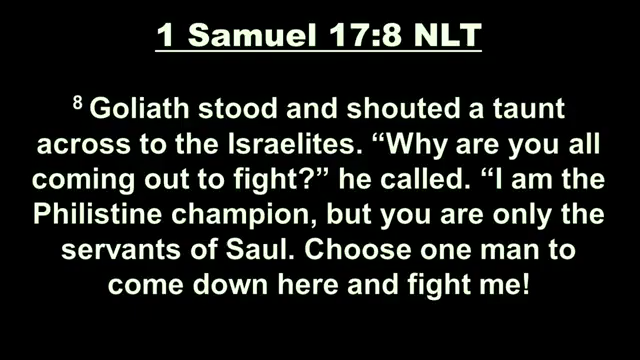 1 Samuel 17:8 NLT
⁸ Goliath stood and shouted a taunt
across to the Israelites. “Why are you all
coming out to fight?” he called. “I am the
Philistine champion, but you are only the
servants of Saul. Choose one man to
come down here and fight me!